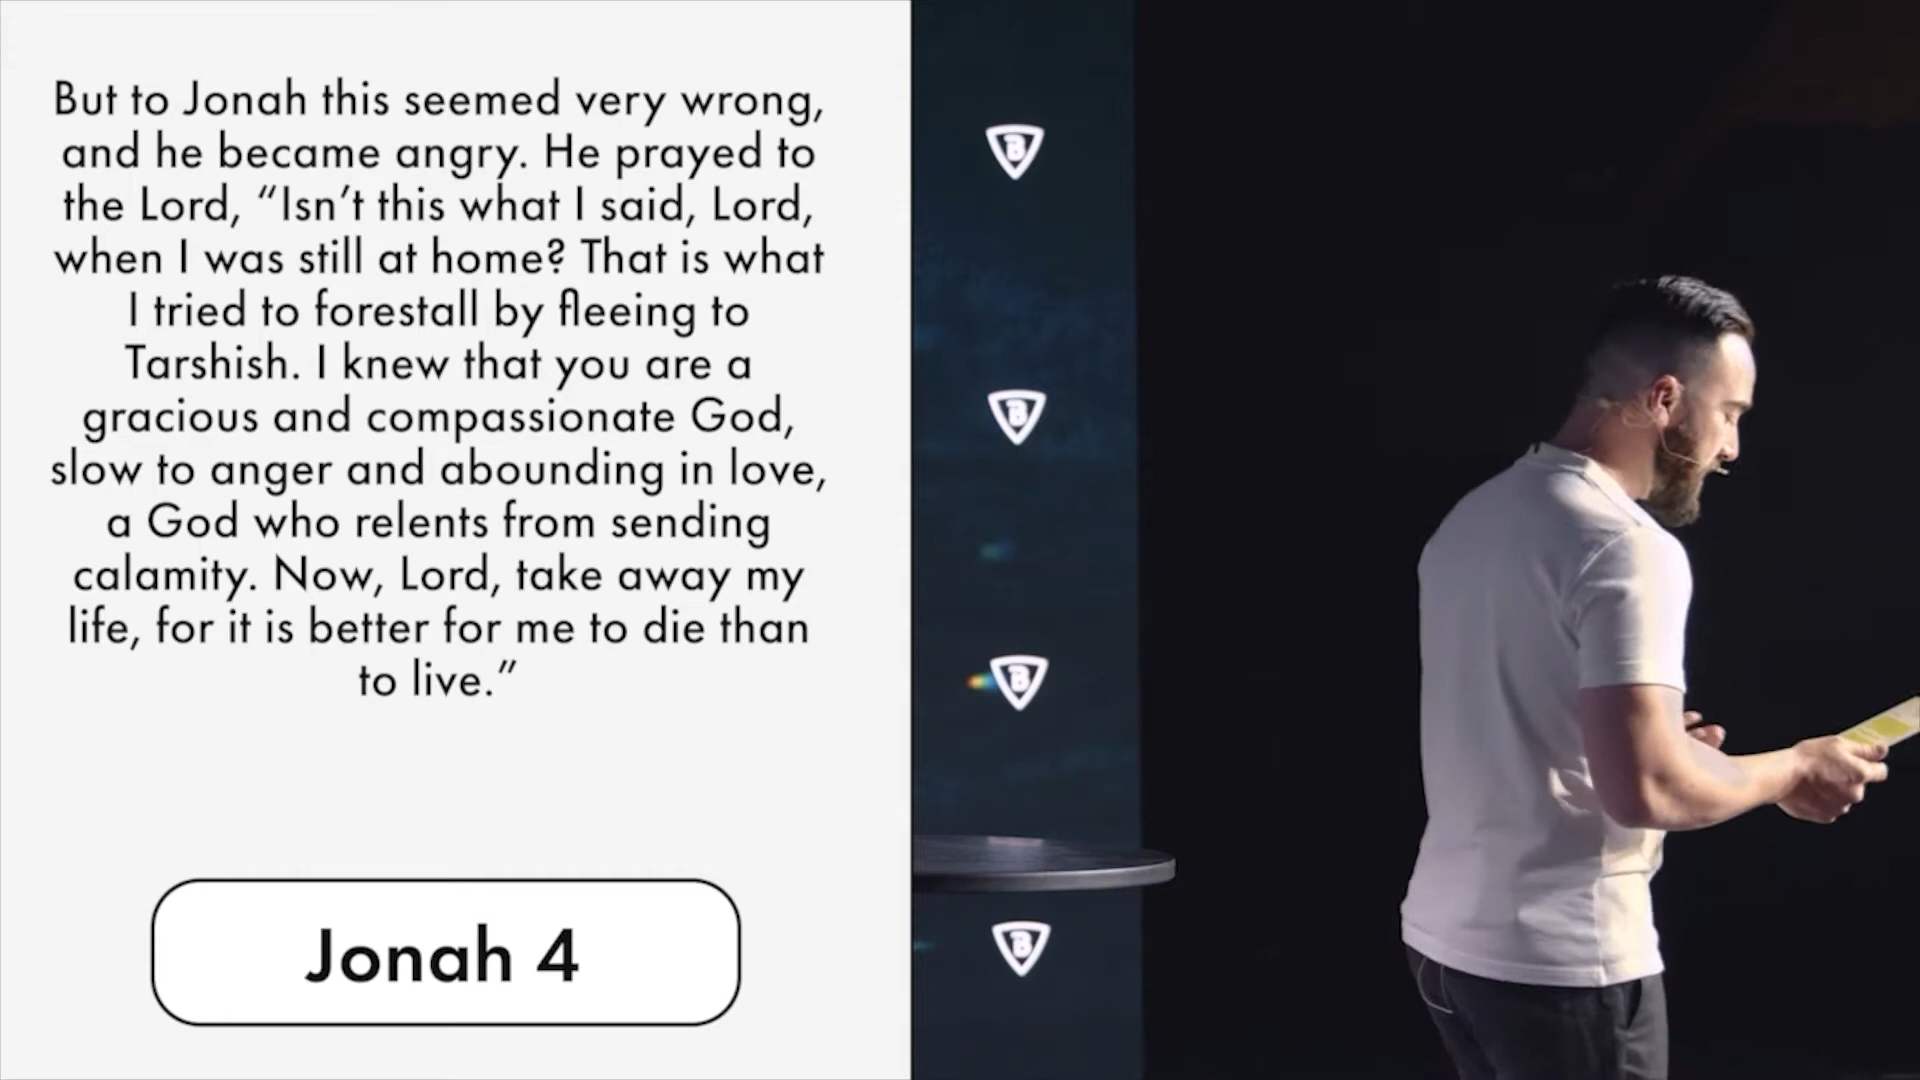 But to Jonah this seemed very wrong,
and he became angry. He prayed to
the Lord, “Isn’t this what I said, Lord,
when I was still at home? That is what
I tried to forestall by fleeing to
Tarshish. I knew that you are a
gracious and compassionate God,
slow to anger and abounding in love,
a God who relents from sending
calamity. Now, Lord, take away my
life, for it is better for me to die than
to live.”
Jonah 4
B
B
B
B